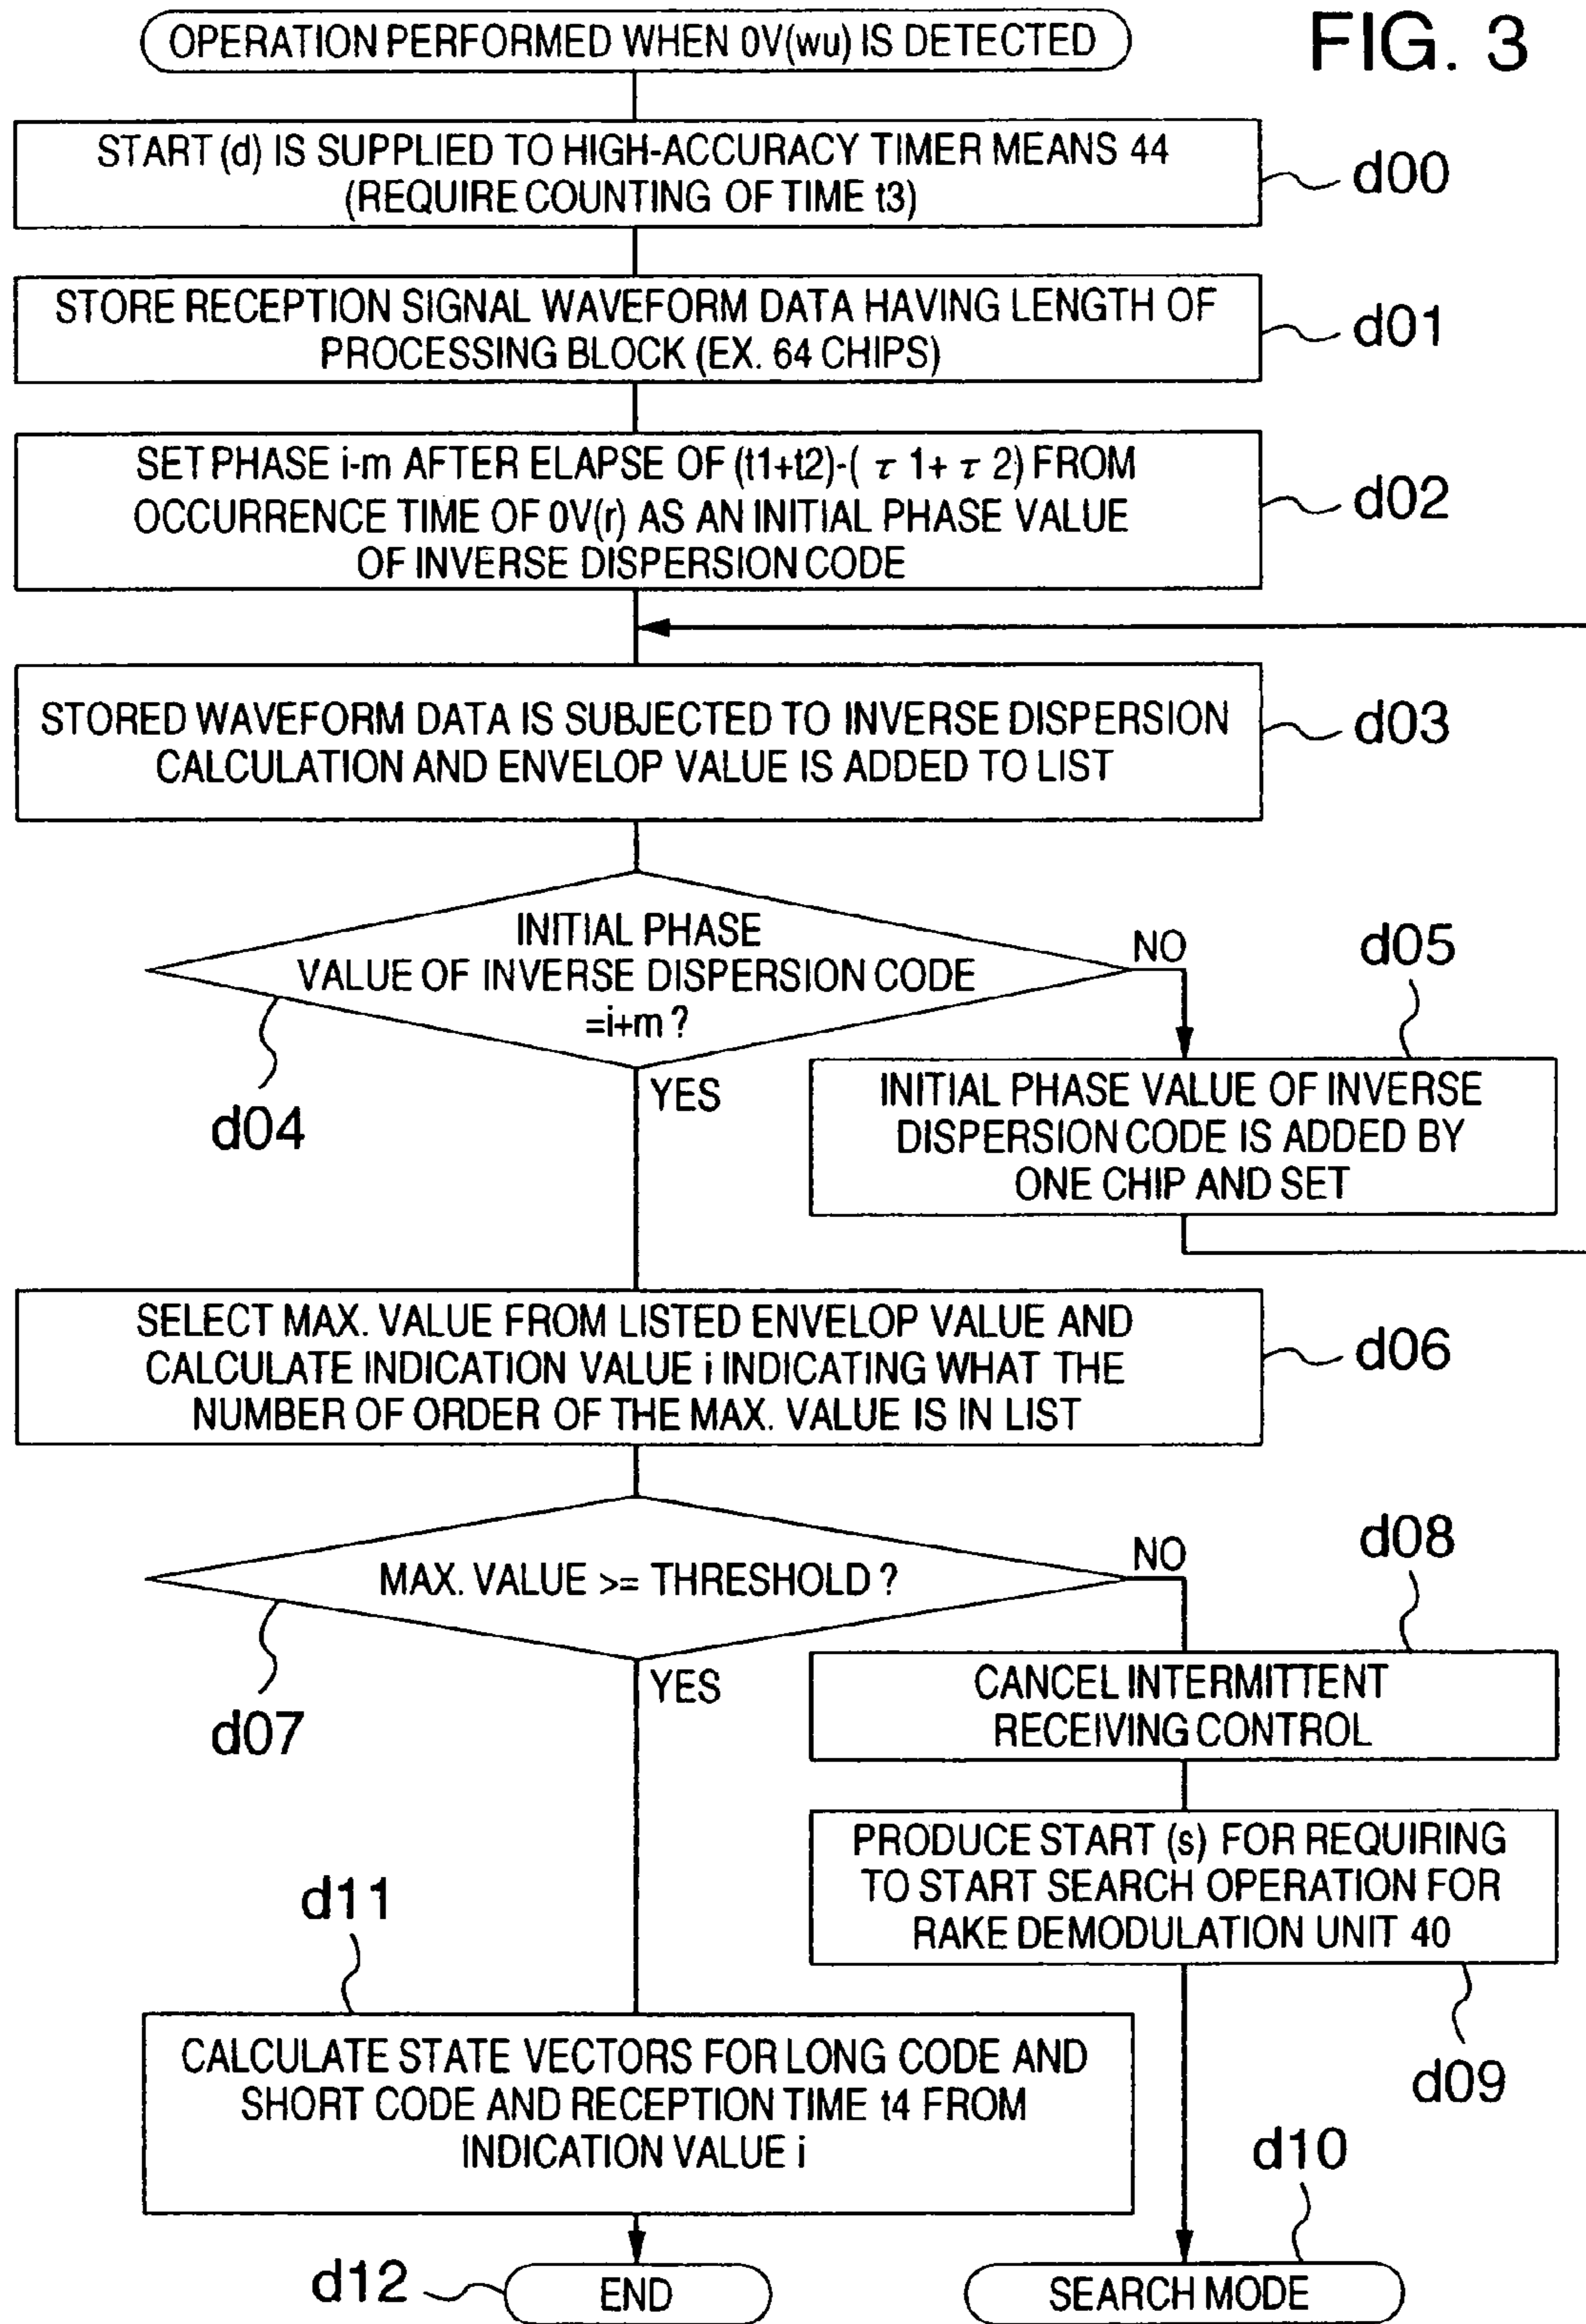 FIG. 3
OPERATION PERFORMED WHEN 0V(wu) IS DETECTED
START (d) IS SUPPLIED TO HIGH-ACCURACY TIMER MEANS 44
(REQUIRE COUNTING OF TIME t3)
d00
STORE RECEPTION SIGNAL WAVEFORM DATA HAVING LENGTH OF
PROCESSING BLOCK (EX. 64 CHIPS)
d01
SET PHASE i-m AFTER ELAPSE OF (t1+t2)-( τ 1+ τ 2) FROM
OCCURRENCE TIME OF 0V(r) AS AN INITIAL PHASE VALUE
OF INVERSE DISPERSION CODE
d02
STORED WAVEFORM DATA IS SUBJECTED TO INVERSE DISPERSION
CALCULATION AND ENVELOP VALUE IS ADDED TO LIST
d03
INITIAL PHASE
VALUE OF INVERSE DISPERSION CODE
=i+m ?
d04
NO
YES
d05
INITIAL PHASE VALUE OF INVERSE
DISPERSION CODE IS ADDED BY
ONE CHIP AND SET
SELECT MAX. VALUE FROM LISTED ENVELOP VALUE AND
CALCULATE INDICATION VALUE i INDICATING WHAT THE
NUMBER OF ORDER OF THE MAX. VALUE IS IN LIST
d06
MAX. VALUE >= THRESHOLD ?
d07
NO
YES
d08
CANCEL INTERMITTENT
RECEIVING CONTROL
PRODUCE START (s) FOR REQUIRING
TO START SEARCH OPERATION FOR
RAKE DEMODULATION UNIT 40
d09
d11
CALCULATE STATE VECTORS FOR LONG CODE AND
SHORT CODE AND RECEPTION TIME t4 FROM
INDICATION VALUE i
d10
d12
END
SEARCH MODE